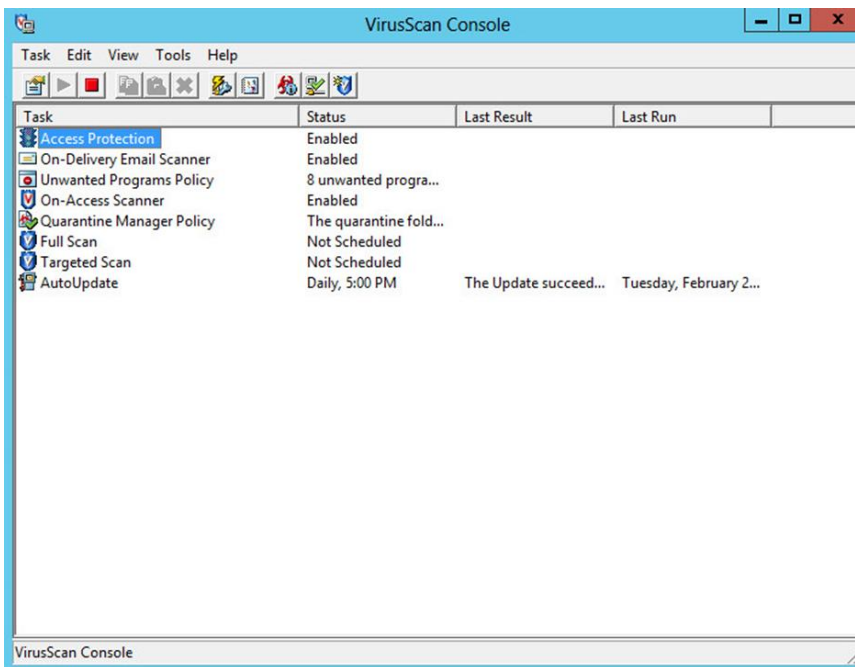 VirusScan Console
Task Edit View Tools Help
Task Status Last Result Last Run
Access Protection Enabled
On-Delivery Email Scanner Enabled
Unwanted Programs Policy 8 unwanted progra...
On-Access Scanner Enabled
Quarantine Manager Policy The quarantine fold...
Full Scan Not Scheduled
Targeted Scan Not Scheduled
AutoUpdate Daily, 5:00 PM The Update succeed... Tuesday, February 2...
VirusScan Console